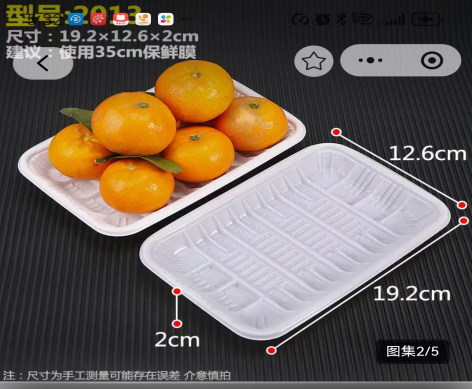 型号:2013
尺寸：19.2×12.6×2cm
建议：使用35cm保鲜膜
12.6cm
19.2cm
2cm
图集2/5
注：尺寸为手工测量可能存在误差 介意慎拍